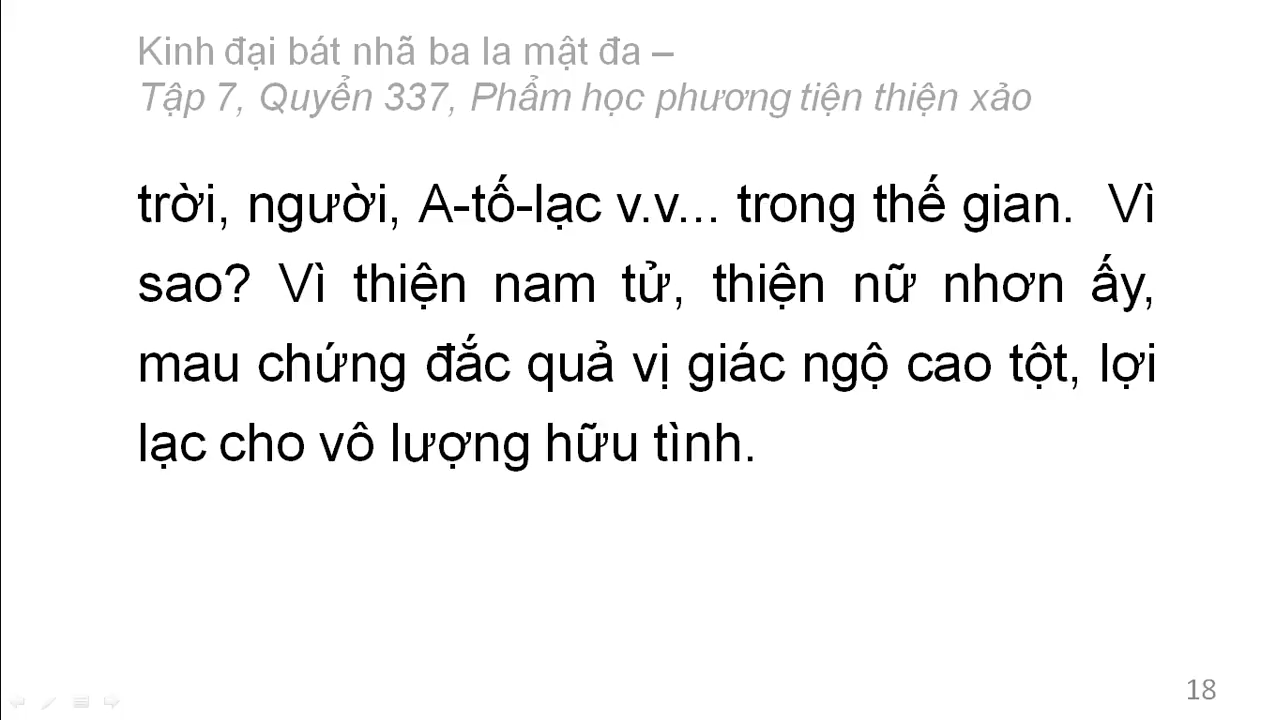 Kinh đại bát nhã ba la mật đa –
Tập 7, Quyển 337, Phẩm học phương tiện thiện xảo
trời, người, A-tố-lạc v.v... trong thế gian.  Vì
sao? Vì thiện nam tử, thiện nữ nhơn ấy,
mau chứng đắc quả vị giác ngộ cao tột, lợi
lạc cho vô lượng hữu tình.
18